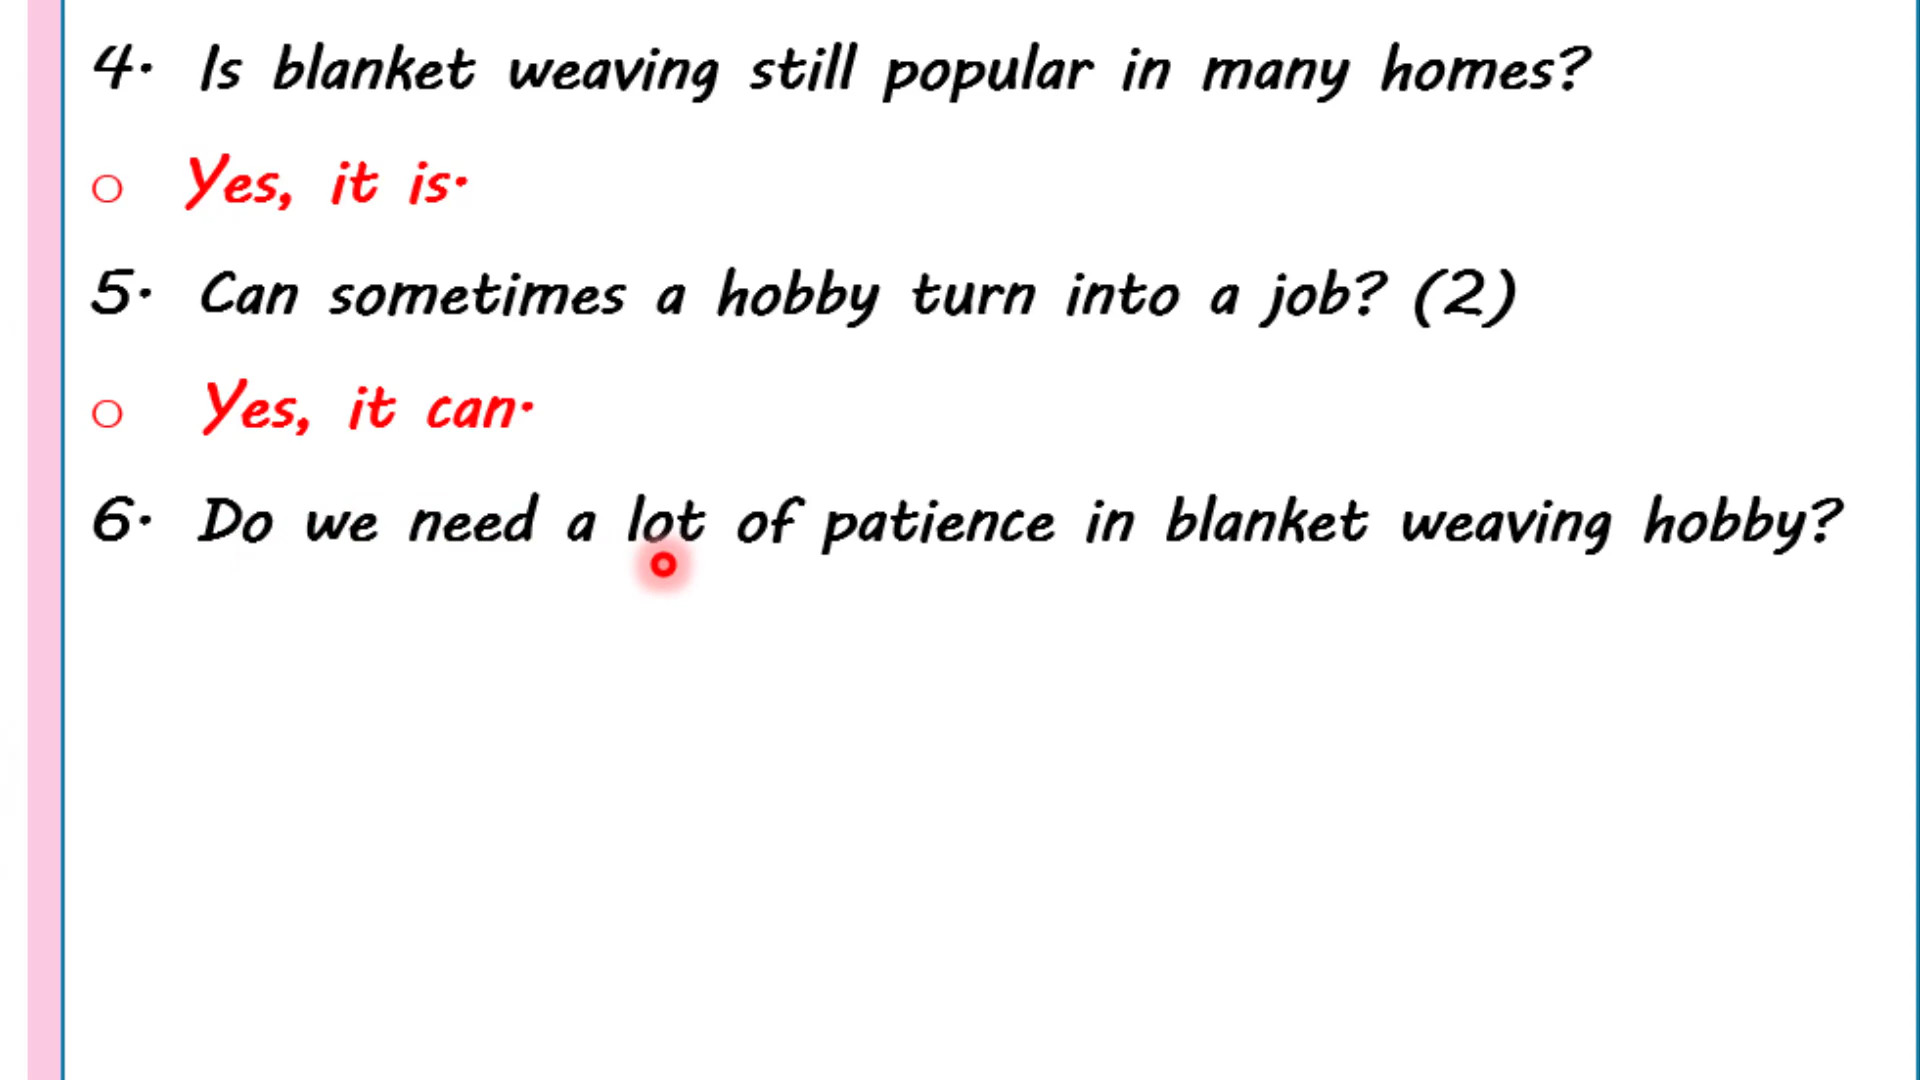 4. Is blanket weaving still popular in many homes?
○ Yes, it is.
5. Can sometimes a hobby turn into a job? (2)
○ Yes, it can.
6. Do we need a lot of patience in blanket weaving hobby?